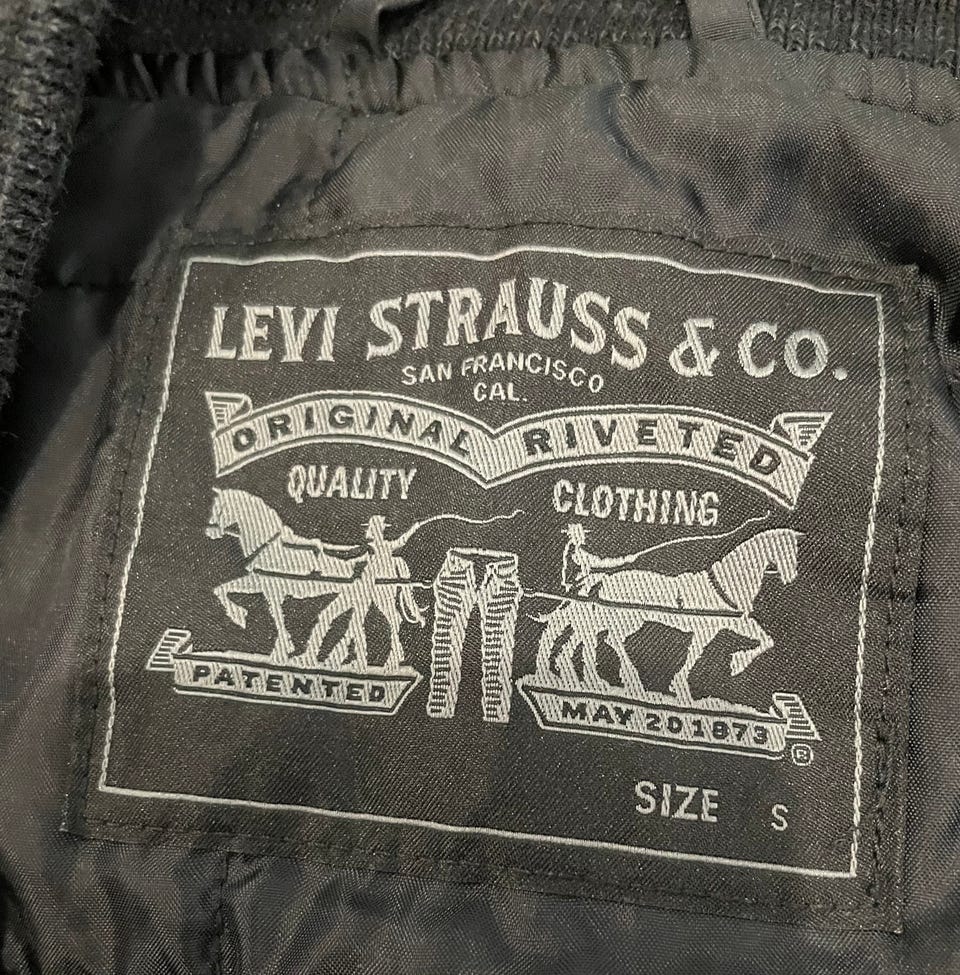 LEVI STRAUSS & CO.
SAN FRANCISCO
CAL.
ORIGINAL RIVETED
QUALITY CLOTHING
PATENTED MAY 20 1873
®
SIZE S